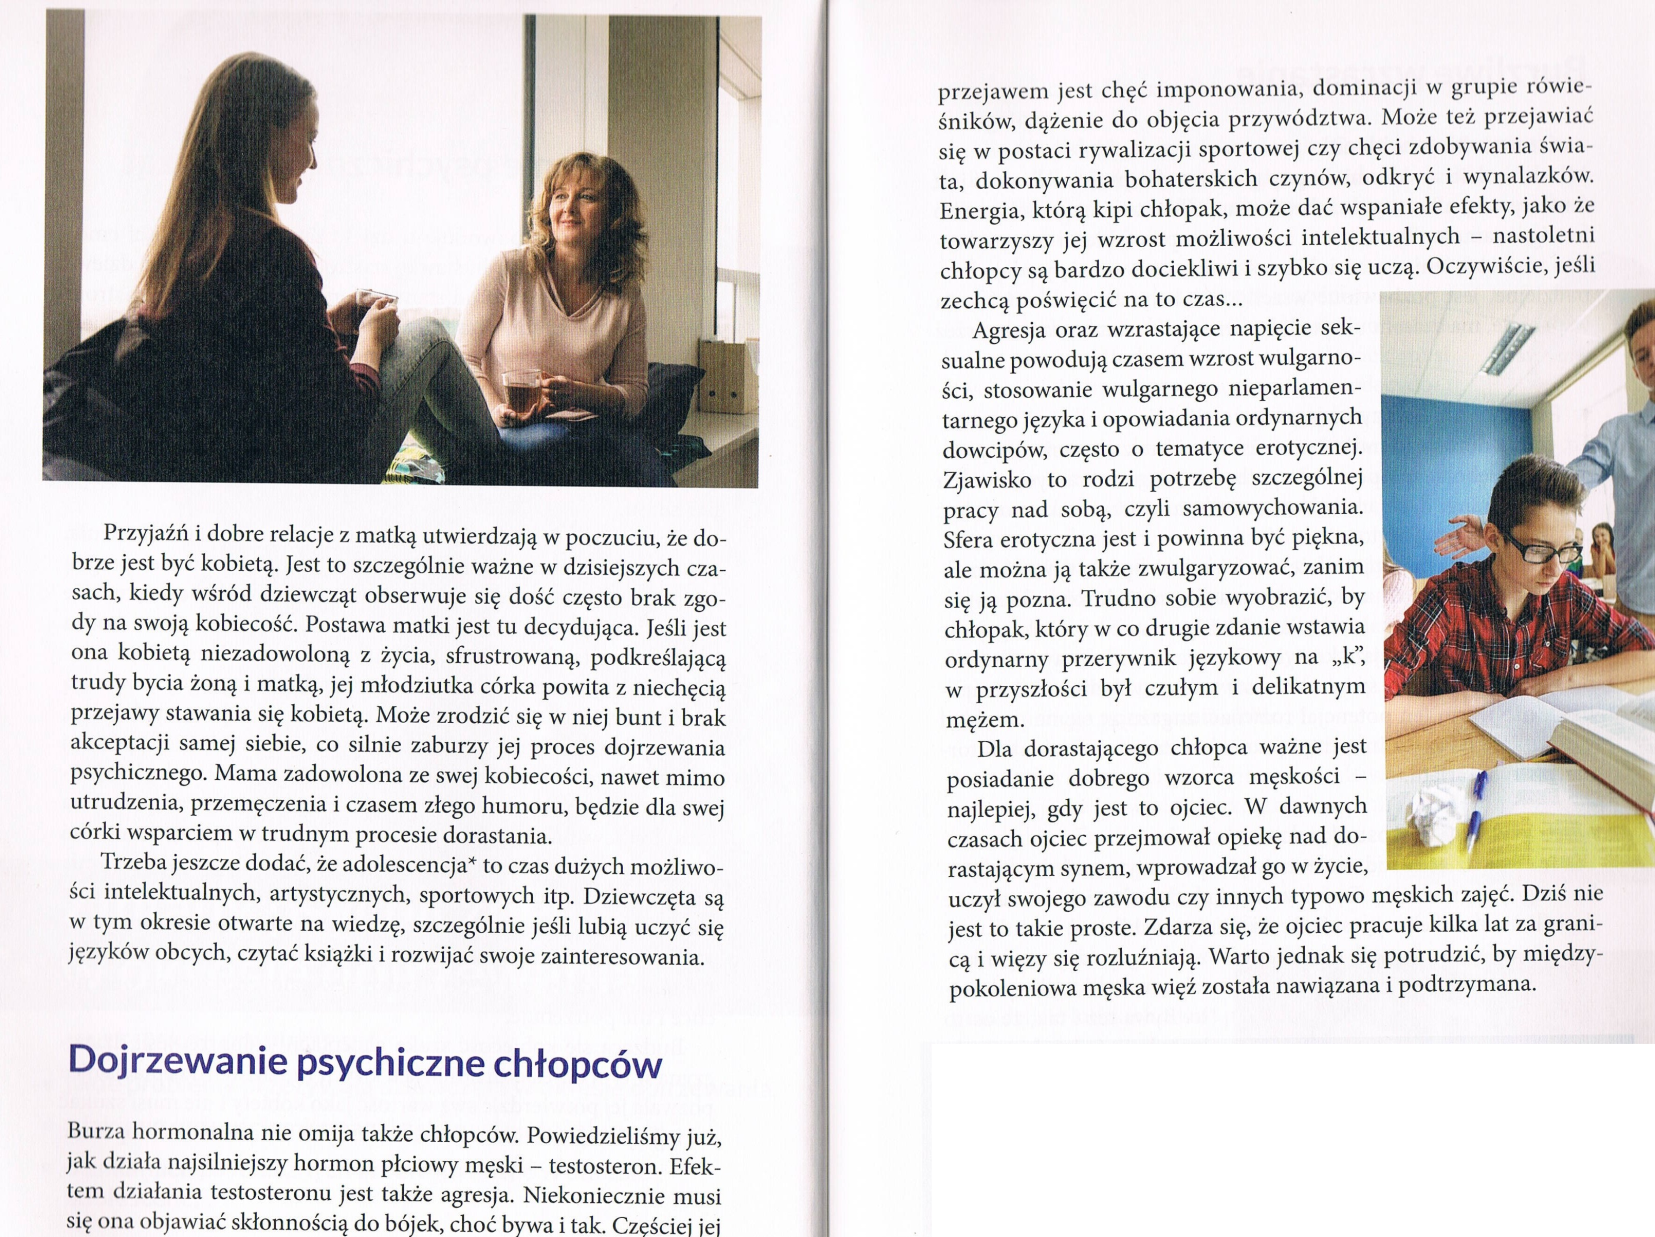 Przyjaźń i dobre relacje z matką utwierdzają w poczuciu, że do-
brze jest być kobietą. Jest to szczególnie ważne w dzisiejszych cza-
sach, kiedy wśród dziewcząt obserwuje się dość często brak zgo-
dy na swoją kobiecość. Postawa matki jest tu decydująca. Jeśli jest
ona kobietą niezadowoloną z życia, sfrustrowaną, podkreślającą
trudy bycia żoną i matką, jej młodziutka córka powita z niechęcią
przejawy stawania się kobietą. Może zrodzić się w niej bunt i brak
akceptacji samej siebie, co silnie zaburzy jej proces dojrzewania
psychicznego. Mama zadowolona ze swej kobiecości, nawet mimo
utrudzenia, przemęczenia i czasem złego humoru, będzie dla swej
córki wsparciem w trudnym procesie dorastania.
Trzeba jeszcze dodać, że adolescencja* to czas dużych możliwo-
ści intelektualnych, artystycznych, sportowych itp. Dziewczęta są
w tym okresie otwarte na wiedzę, szczególnie jeśli lubią uczyć się
języków obcych, czytać książki i rozwijać swoje zainteresowania.
Dojrzewanie psychiczne chłopców
Burza hormonalna nie omija także chłopców. Powiedzieliśmy już,
jak działa najsilniejszy hormon płciowy męski – testosteron. Efek-
tem działania testosteronu jest także agresja. Niekoniecznie musi
się ona objawiać skłonnością do bójek, choć bywa i tak. Częściej jej
przejawem jest chęć imponowania, dominacji w grupie rówie-
śników, dążenie do objęcia przywództwa. Może też przejawiać
się w postaci rywalizacji sportowej czy chęci zdobywania świa-
ta, dokonywania bohaterskich czynów, odkryć i wynalazków.
Energia, którą kipi chłopak, może dać wspaniałe efekty, jako że
towarzyszy jej wzrost możliwości intelektualnych – nastoletni
chłopcy są bardzo dociekliwi i szybko się uczą. Oczywiście, jeśli
zechcą poświęcić na to czas...
Agresja oraz wzrastające napięcie sek-
sualne powodują czasem wzrost wulgarno-
ści, stosowanie wulgarnego nieparlamen-
tarnego języka i opowiadania ordynarnych
dowcipów, często o tematyce erotycznej.
Zjawisko to rodzi potrzebę szczególnej
pracy nad sobą, czyli samowychowania.
Sfera erotyczna jest i powinna być piękna,
ale można ją także zwulgaryzować, zanim
się ją pozna. Trudno sobie wyobrazić, by
chłopak, który w co drugie zdanie wstawia
ordynarny przerywnik językowy na „k”,
w przyszłości był czułym i delikatnym
mężem.
Dla dorastającego chłopca ważne jest
posiadanie dobrego wzorca męskości –
najlepiej, gdy jest to ojciec. W dawnych
czasach ojciec przejmował opiekę nad do-
rastającym synem, wprowadzał go w życie,
uczył swojego zawodu czy innych typowo męskich zajęć. Dziś nie
jest to takie proste. Zdarza się, że ojciec pracuje kilka lat za grani-
cą i więzy się rozluźniają. Warto jednak się potrudzić, by między-
pokoleniowa męska więź została nawiązana i podtrzymana.